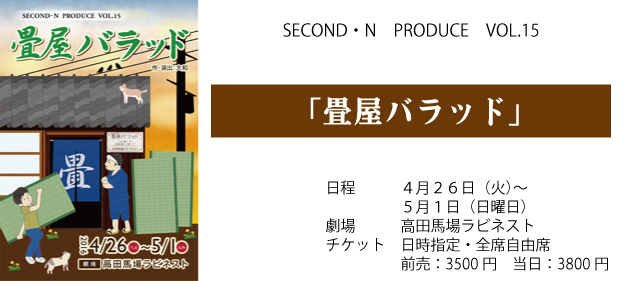 SECOND-N PRODUCE VOL.15
畳屋バラッド
作・演出・大和
畳屋バラッド
畳
2016 4/26(火)〜5/1(日)
劇場 高田馬場ラビネスト
SECOND・N PRODUCE VOL.15
「畳屋バラッド」
日程 4月26日（火）〜
5月1日（日曜日）
劇場 高田馬場ラビネスト
チケット 日時指定・全席自由席
前売：3500円 当日：3800円